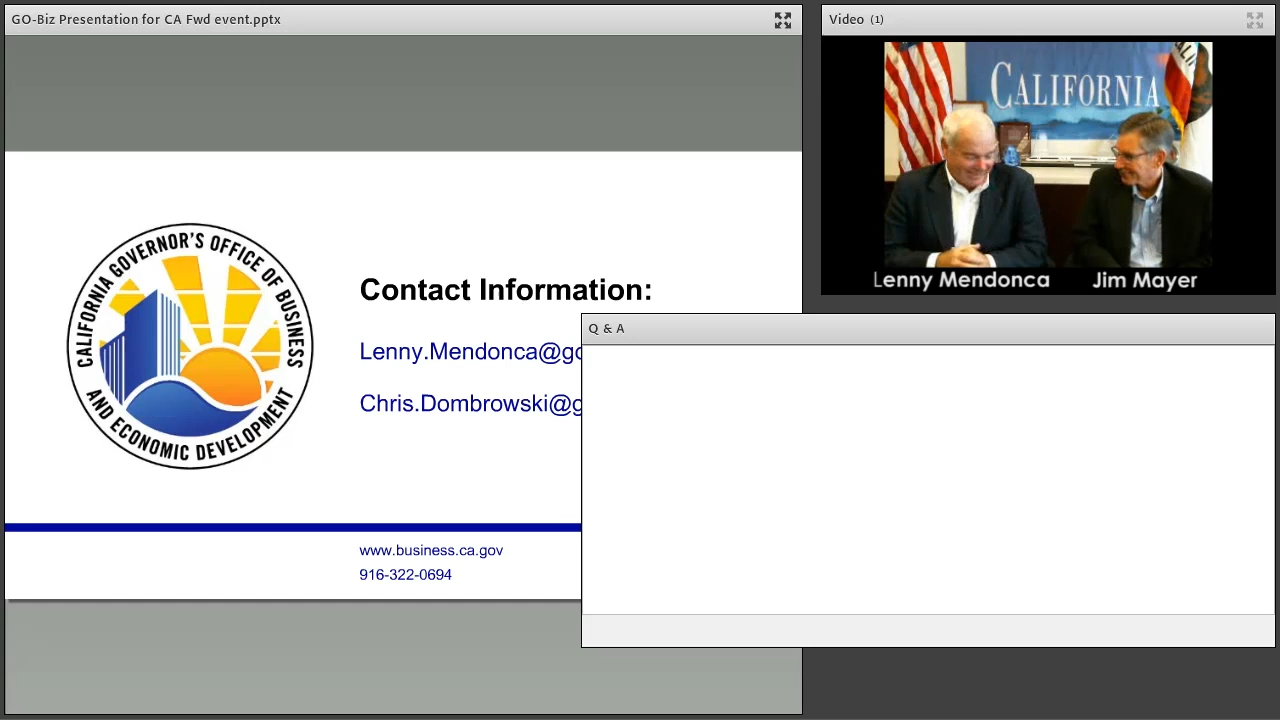 GO-Biz Presentation for CA Fwd event.pptx
Video (1)
CALIFORNIA
Lenny Mendonca
Jim Mayer
CALIFORNIA GOVERNOR'S OFFICE OF BUSINESS
AND ECONOMIC DEVELOPMENT
Contact Information:
Lenny.Mendonca@go
Chris.Dombrowski@g
www.business.ca.gov
916-322-0694
Q & A